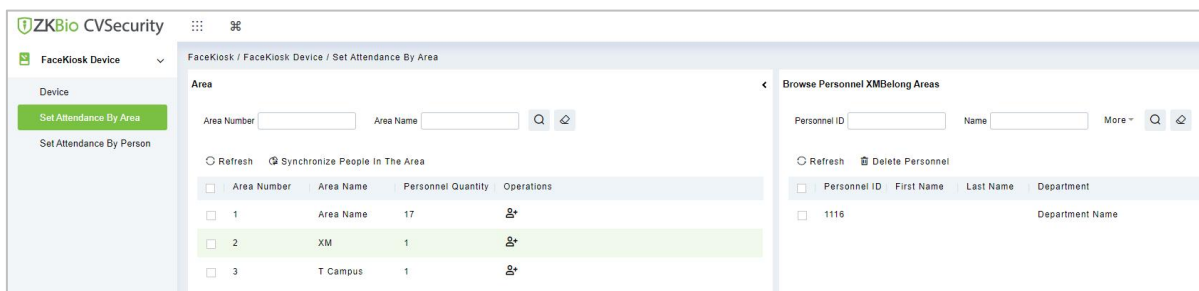 ZKBio CVSecurity
FaceKiosk Device
Device
Set Attendance By Area
Set Attendance By Person
FaceKiosk / FaceKiosk Device / Set Attendance By Area
Area
Area Number Area Name
Refresh Synchronize People In The Area
Area Number Area Name Personnel Quantity Operations
1 Area Name 17
2 XM 1
3 T Campus 1
Browse Personnel XMBelong Areas
Personnel ID Name More
Refresh Delete Personnel
Personnel ID First Name Last Name Department
1116 Department Name